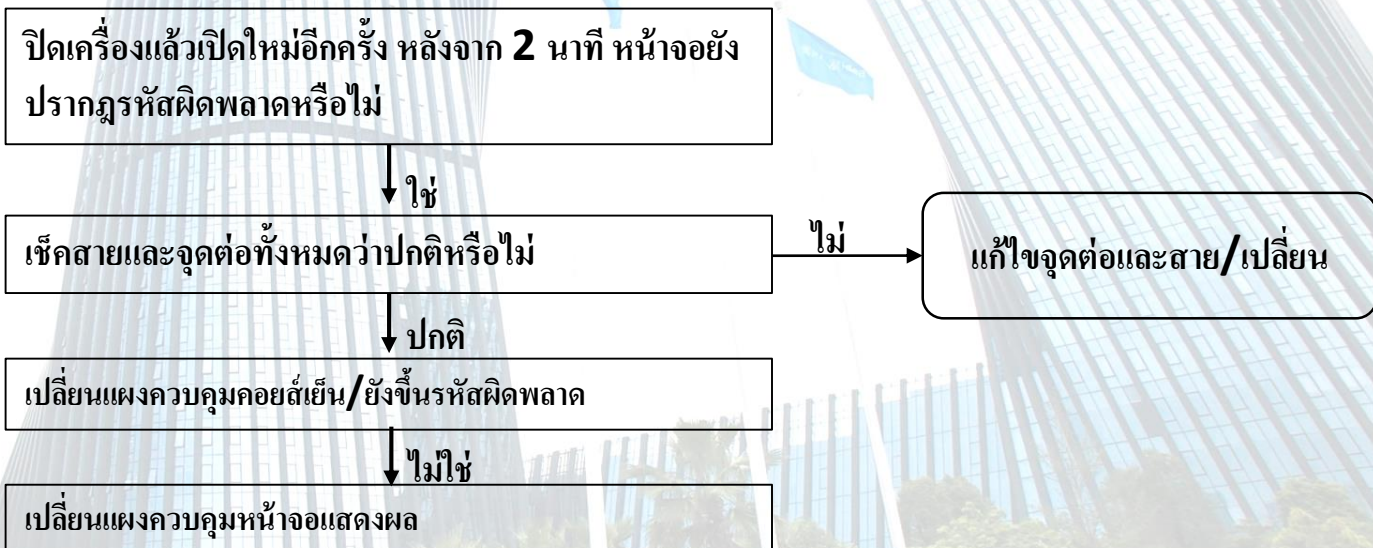 ปิดเครื่องแล้วเปิดใหม่อีกครั้ง หลังจาก 2 นาที หน้าจอยัง
ปรากฎรหัสผิดพลาดหรือไม่
ใช่
เช็คสายและจุดต่อทั้งหมดว่าปกติหรือไม่
ไม่
แก้ไขจุดต่อและสาย/เปลี่ยน
ปกติ
เปลี่ยนแผงควบคุมคอยล์เย็น/ยังขึ้นรหัสผิดพลาด
ไม่ใช่
เปลี่ยนแผงควบคุมหน้าจอแสดงผล